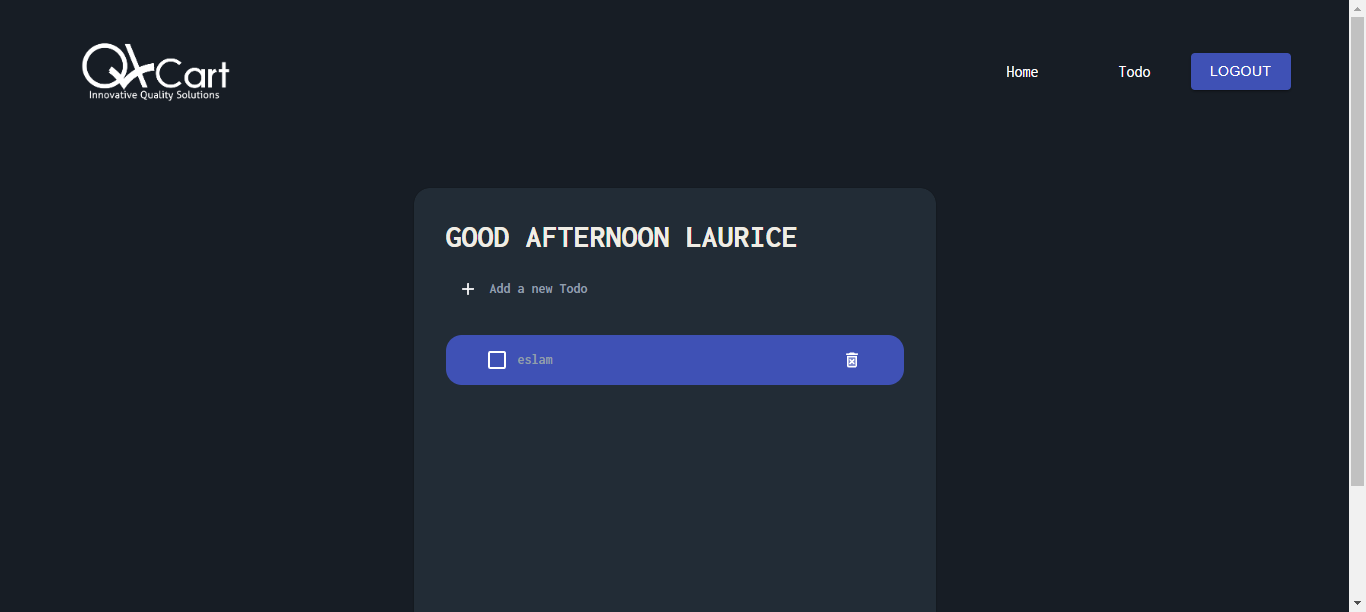 QACart
Innovative Quality Solutions
Home
Todo
LOGOUT
GOOD AFTERNOON LAURICE
Add a new Todo
eslam